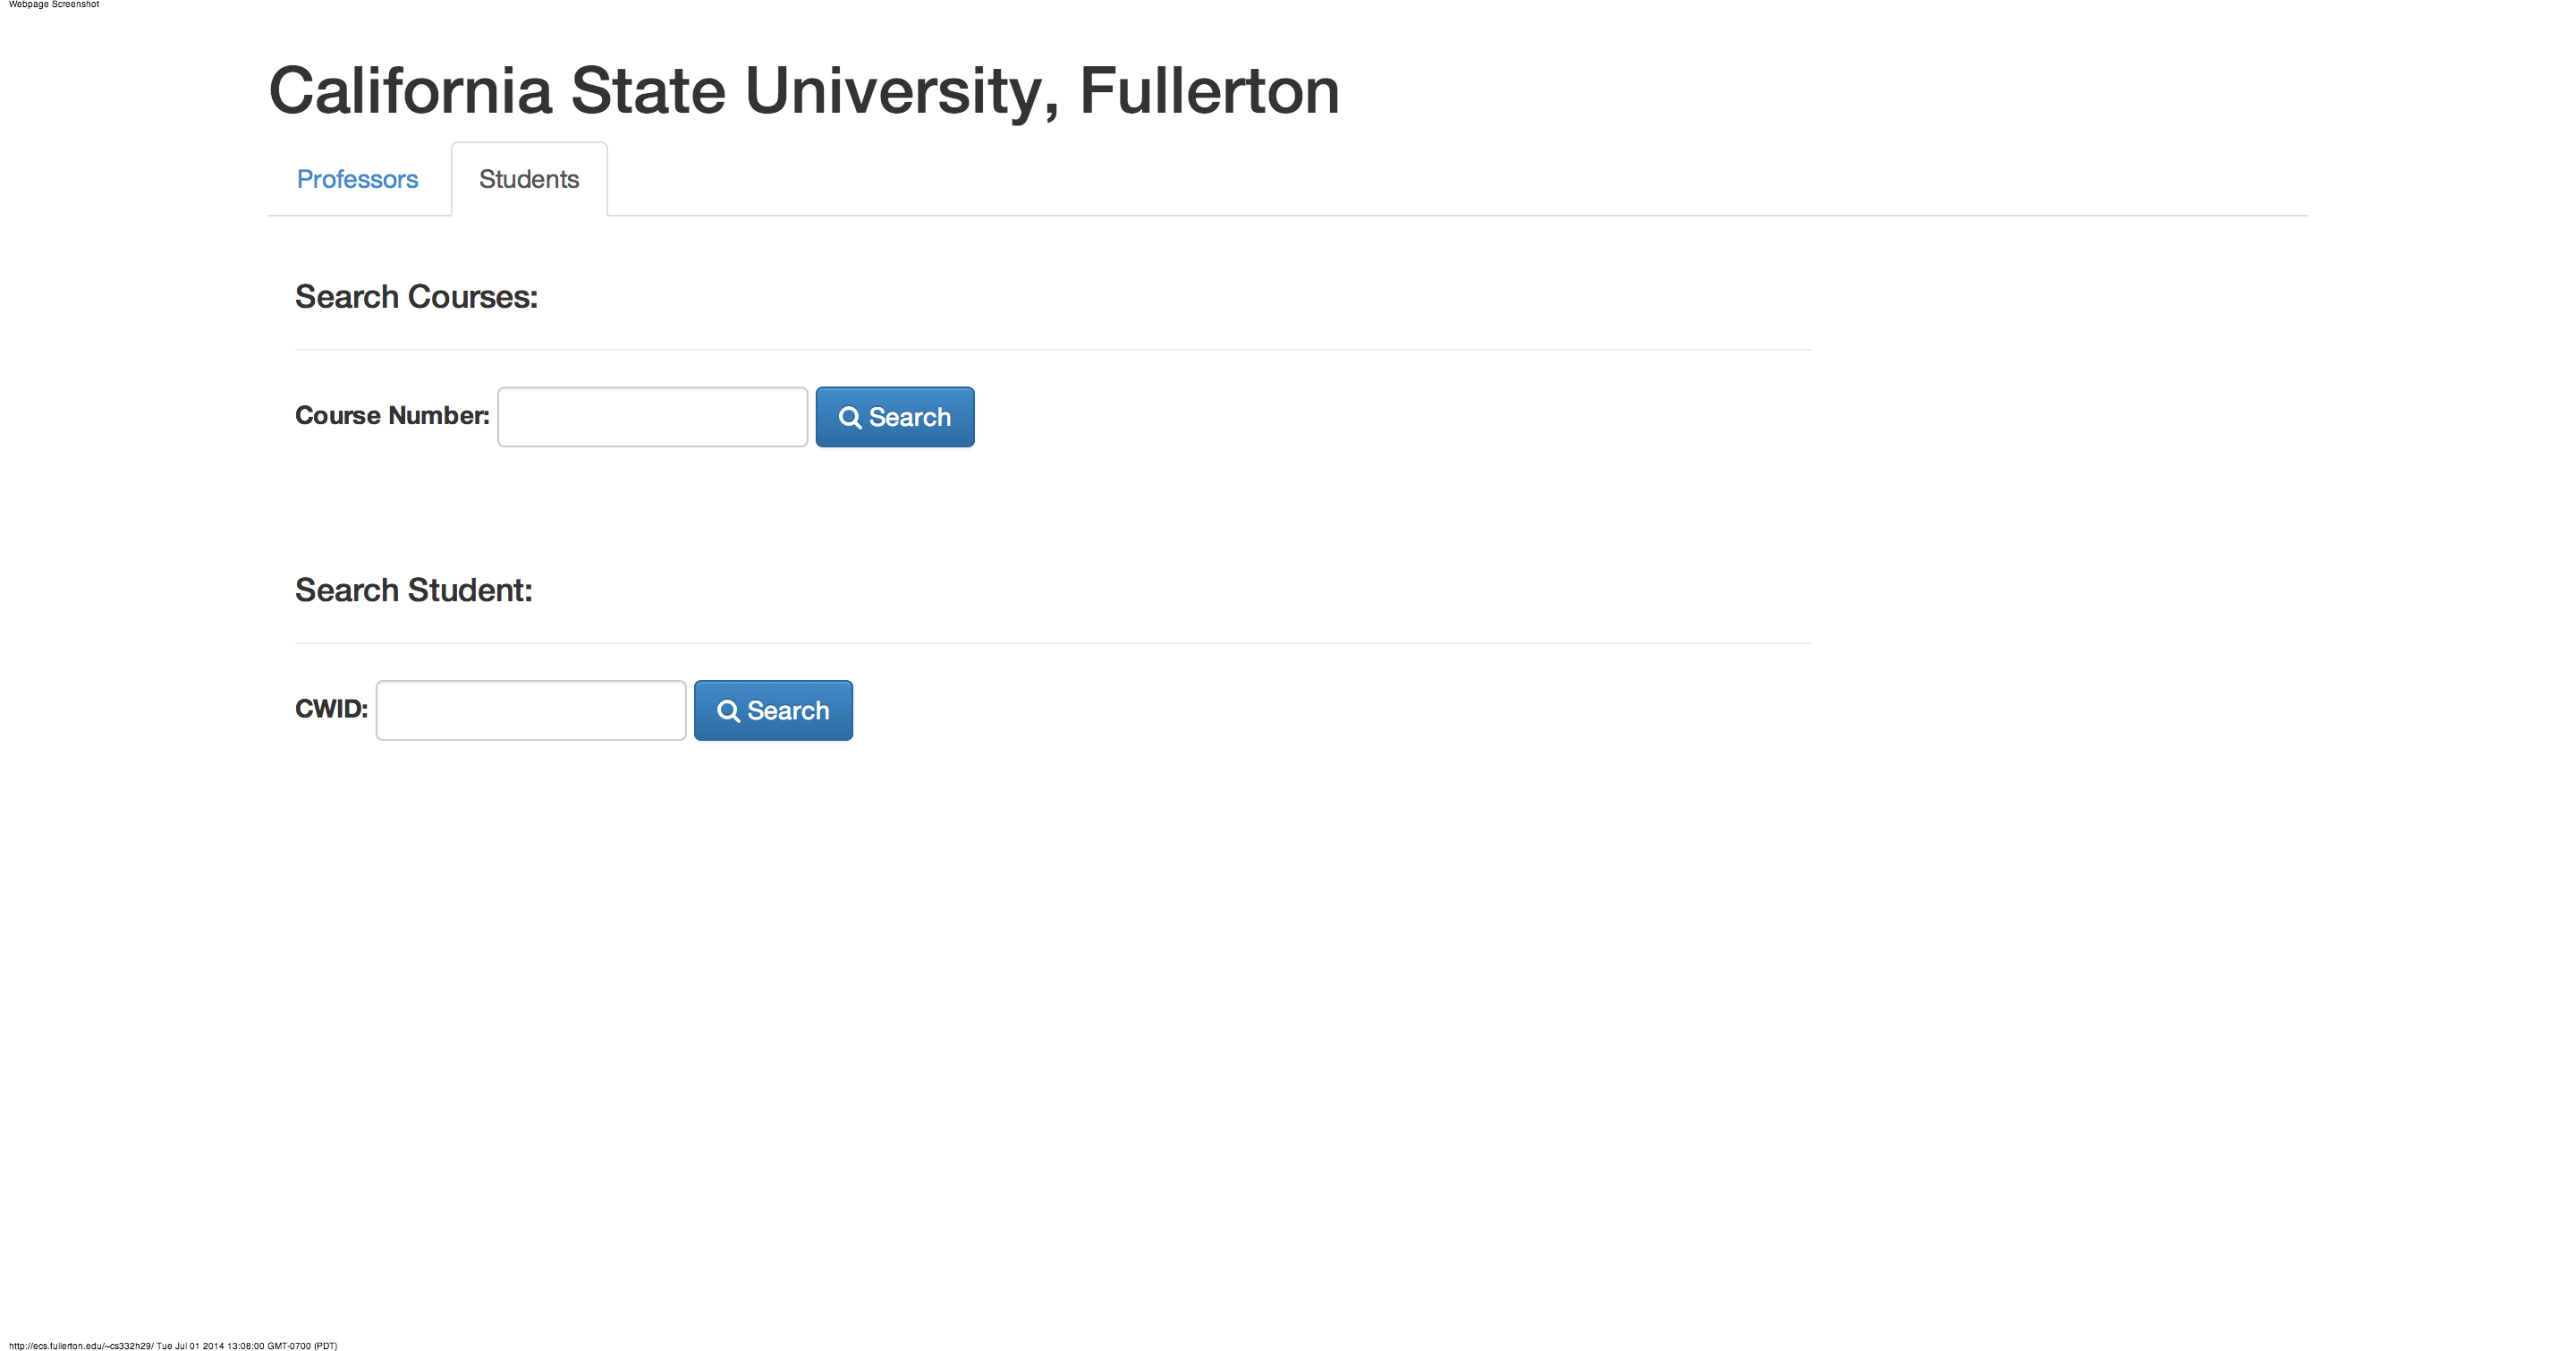 Webpage Screenshot
California State University, Fullerton
Professors Students
Search Courses:
Course Number: Search
Search Student:
CWID: Search
http://ecs.fullerton.edu/~cs332h29/ Tue Jul 01 2014 13:08:00 GMT-0700 (PDT)